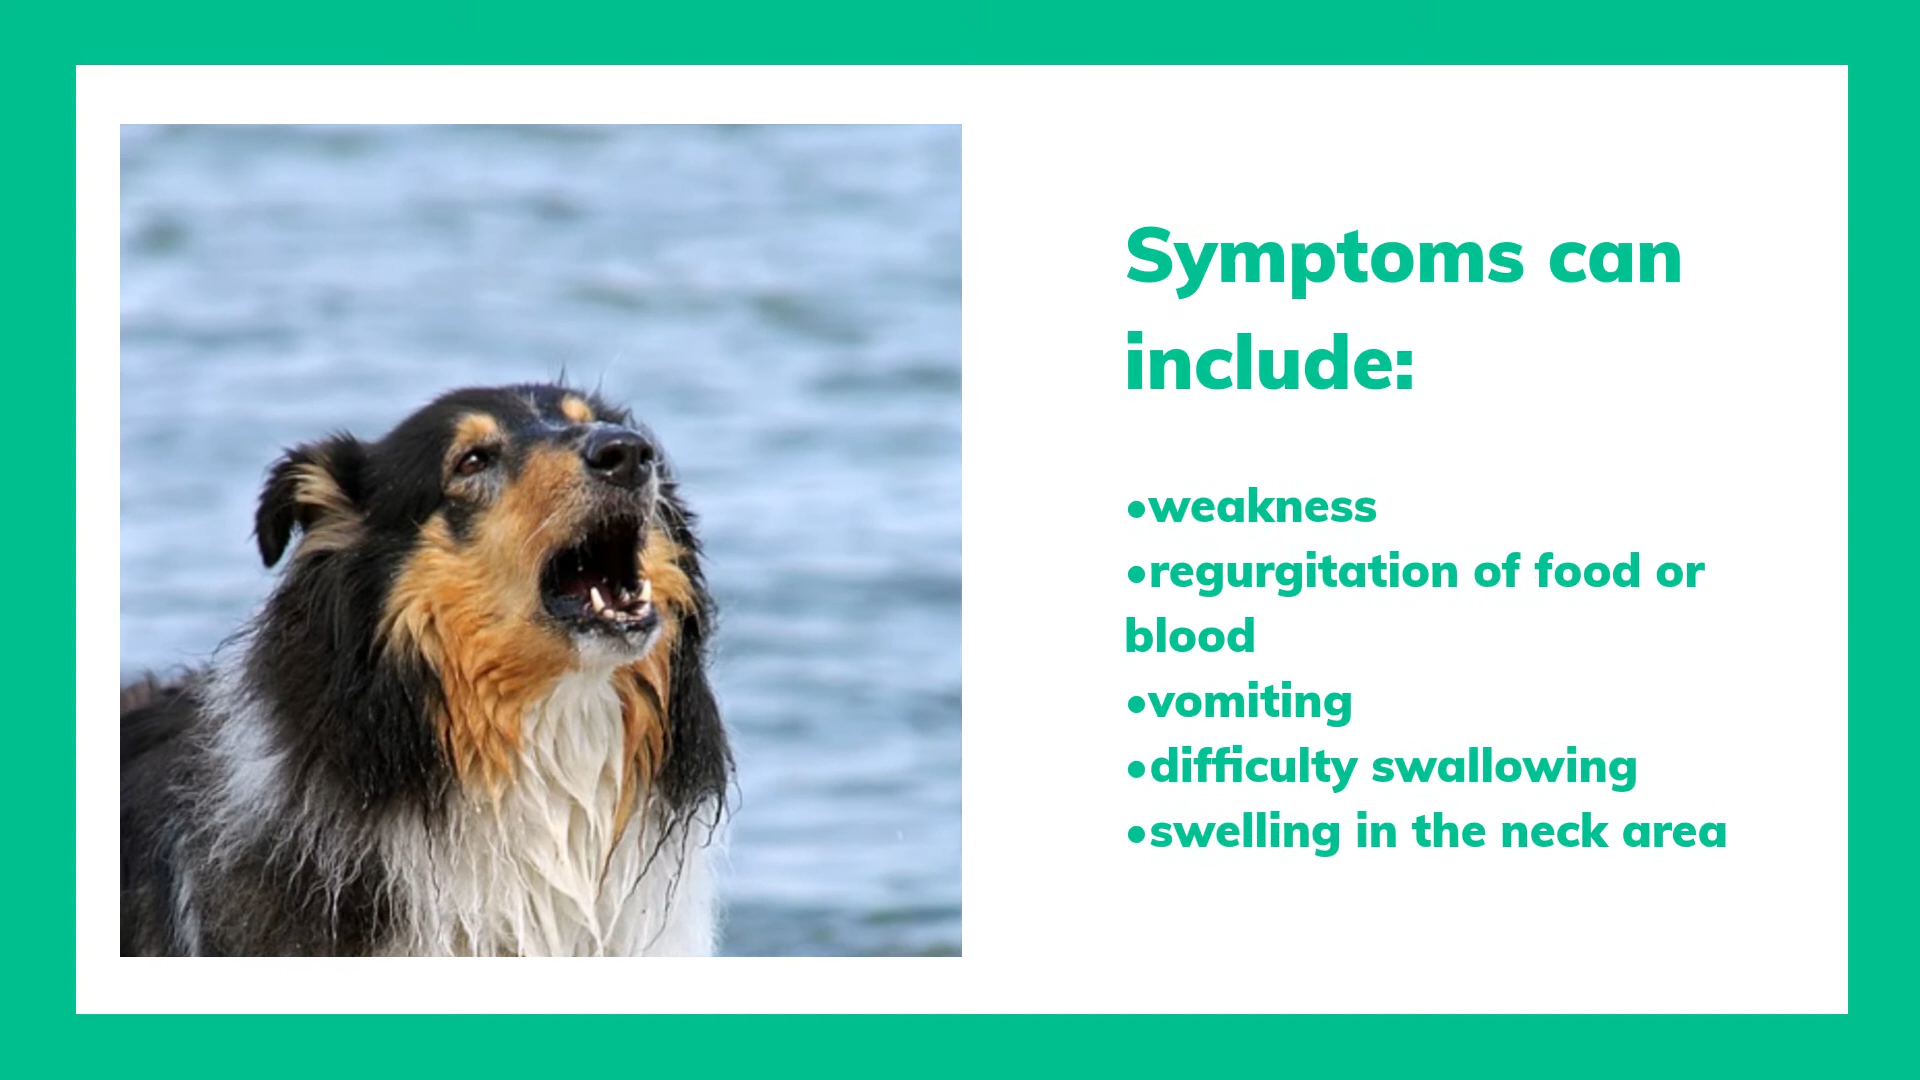 Symptoms can
include:
•weakness
•regurgitation of food or
blood
•vomiting
•difficulty swallowing
•swelling in the neck area